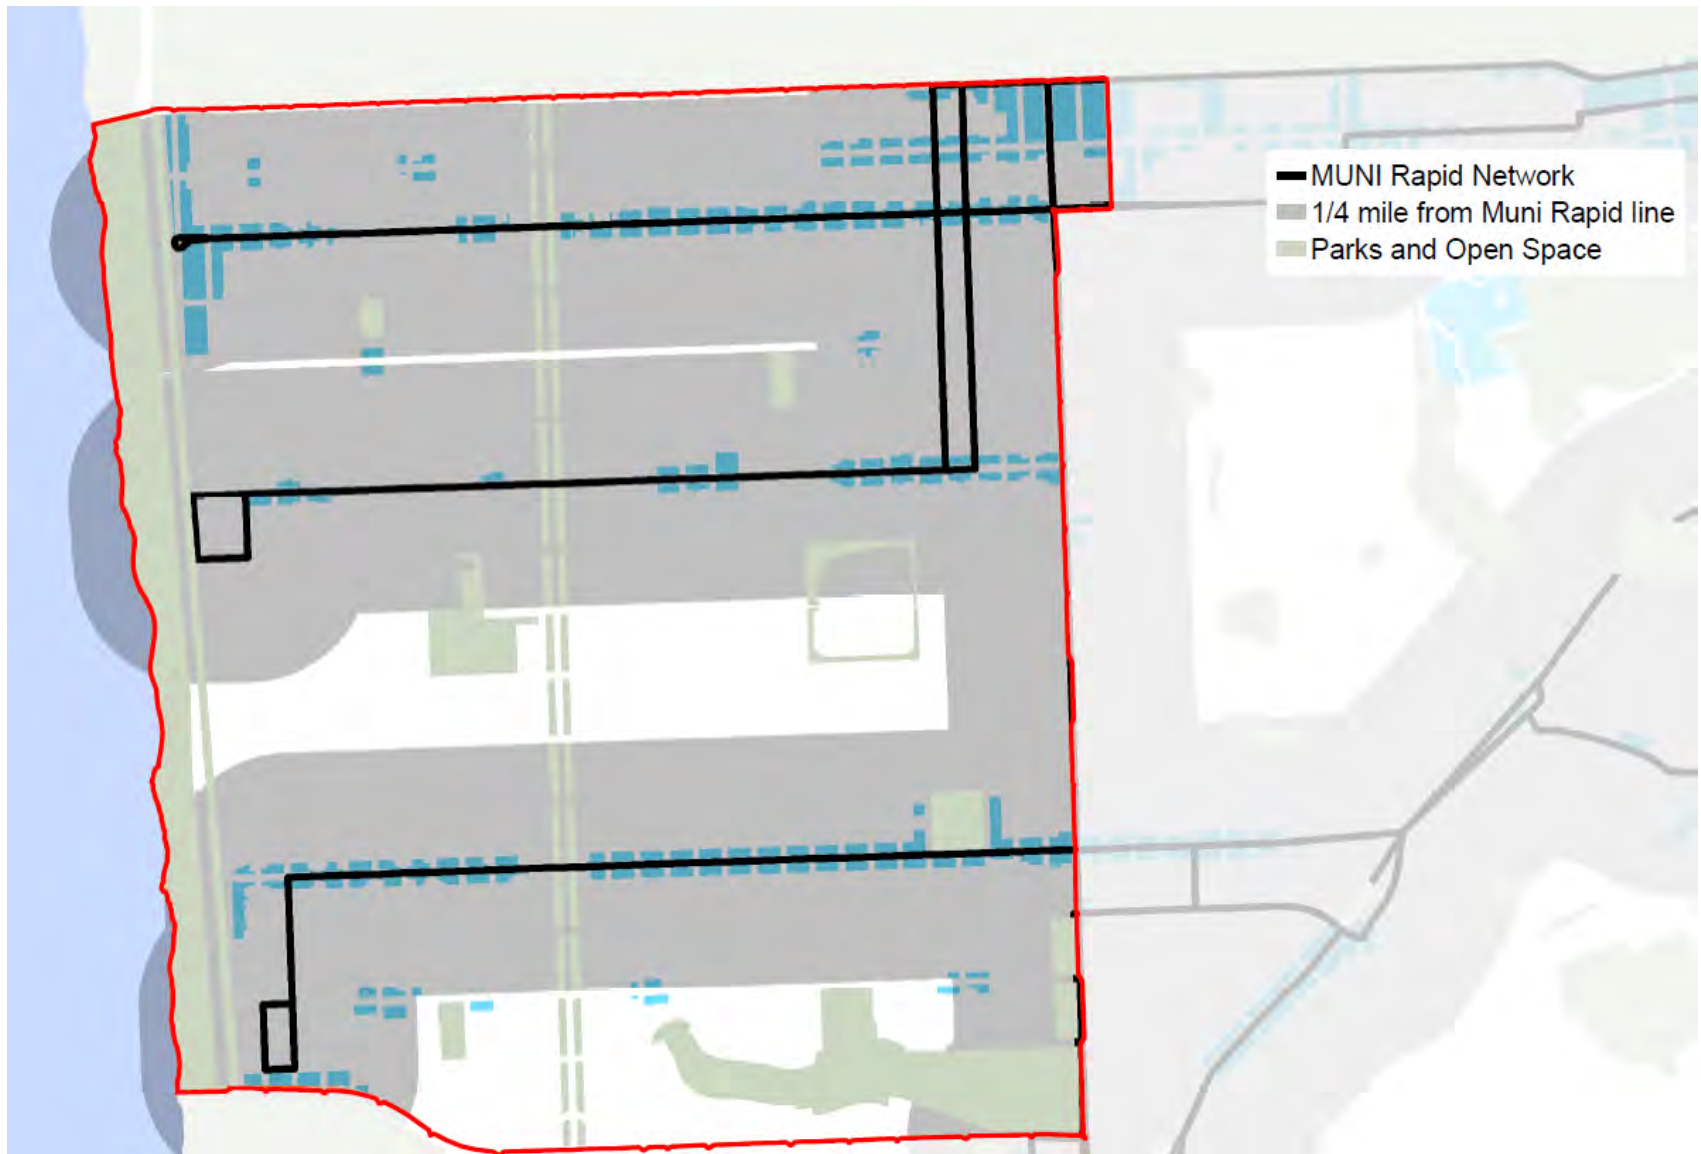 MUNI Rapid Network
1/4 mile from Muni Rapid line
Parks and Open Space